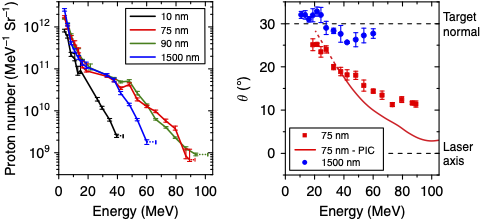 Proton number (MeV⁻¹ Sr⁻¹)
10¹²
10¹¹
10¹⁰
10⁹
0 20 40 60 80 100
Energy (MeV)
10 nm
75 nm
90 nm
1500 nm
θ (°)
30
20
10
0
-10
0 20 40 60 80 100
Energy (MeV)
Target
normal
Laser
axis
75 nm
75 nm - PIC
1500 nm